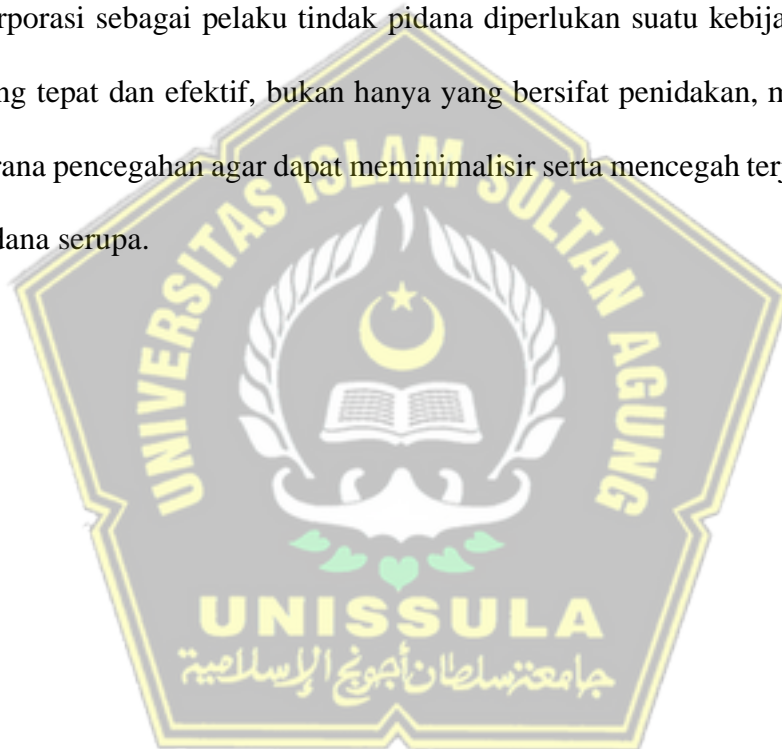 rporasi sebagai pelaku tindak pidana diperlukan suatu kebija
ng tepat dan efektif, bukan hanya yang bersifat penidakan, m
rana pencegahan agar dapat meminimalisir serta mencegah terj
dana serupa.
UNIVERSITAS ISLAM SULTAN AGUNG
UNISSULA
جامعة سلطان أجونج الإسلامية